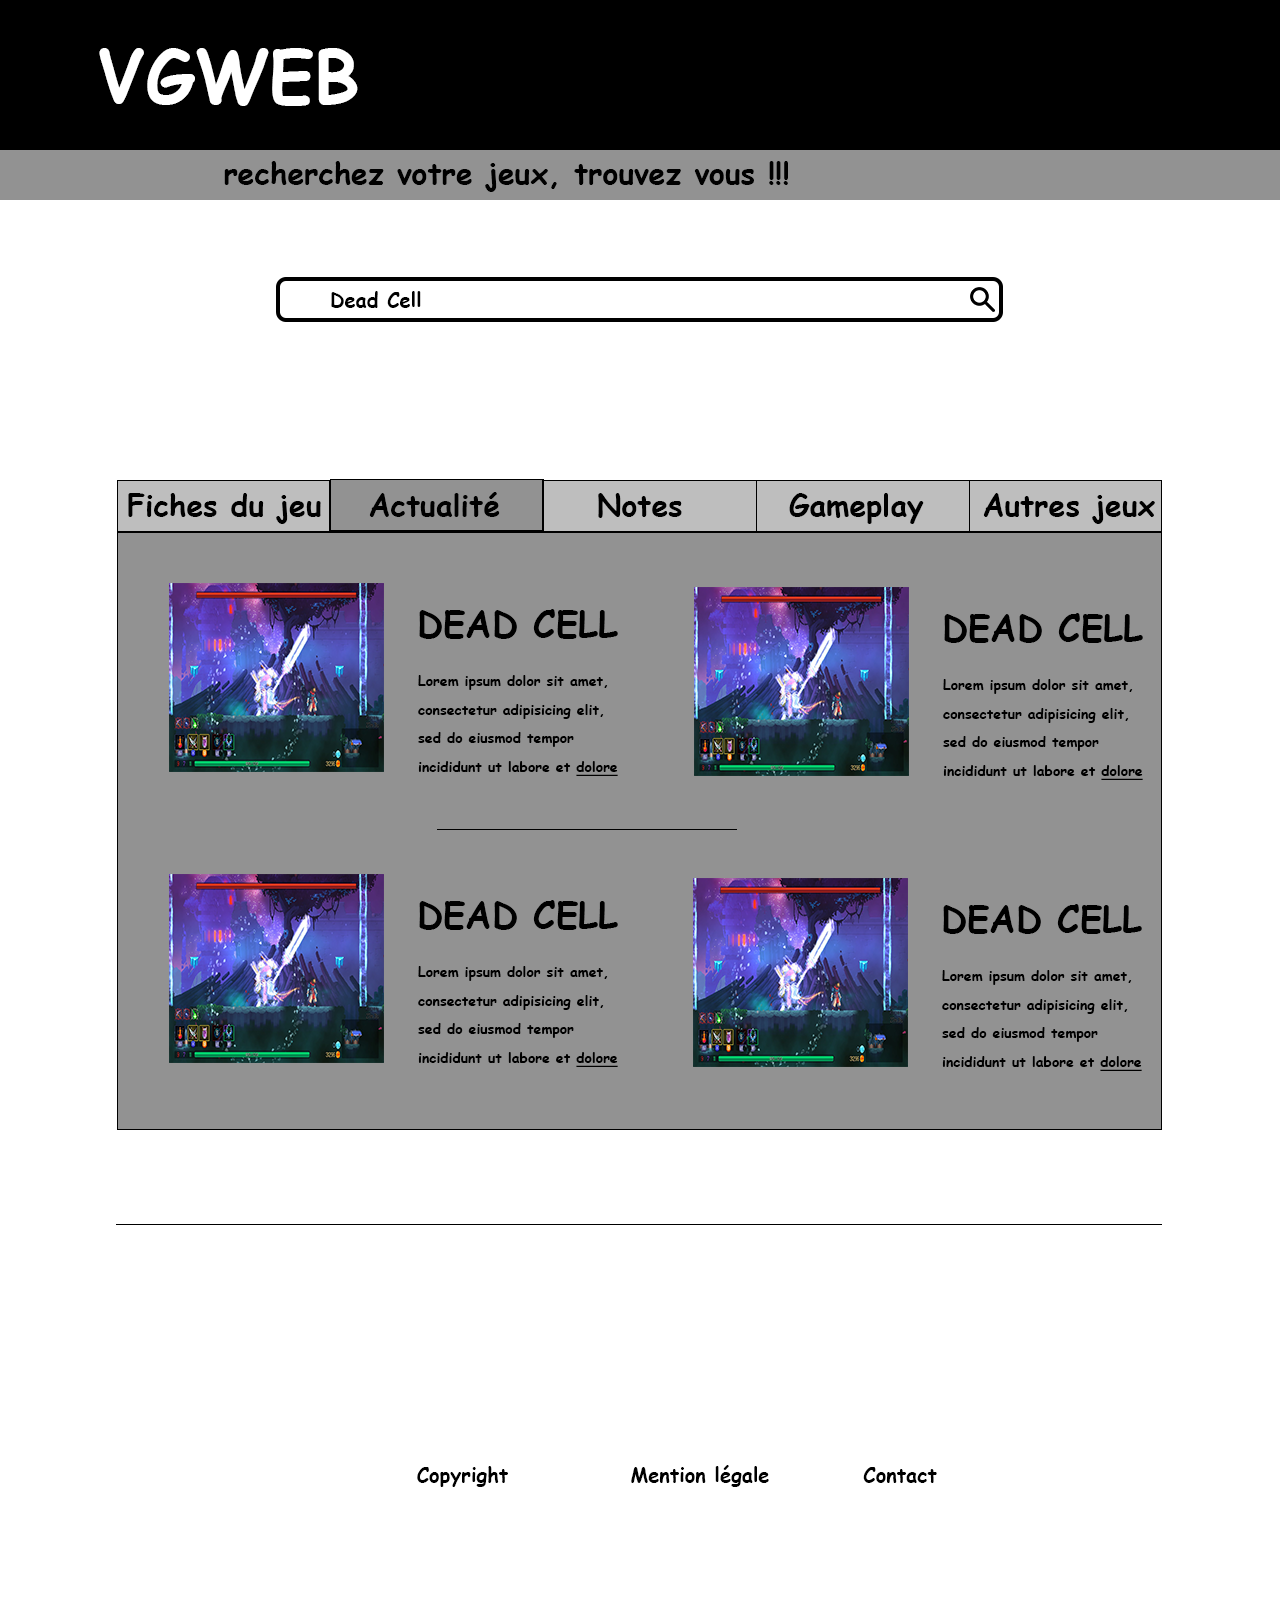 VGWEB
recherchez votre jeux, trouvez vous !!!
Dead Cell
Fiches du jeu
Actualité
Notes
Gameplay
Autres jeux
DEAD CELL
Lorem ipsum dolor sit amet,
consectetur adipisicing elit,
sed do eiusmod tempor
incididunt ut labore et dolore
DEAD CELL
Lorem ipsum dolor sit amet,
consectetur adipisicing elit,
sed do eiusmod tempor
incididunt ut labore et dolore
DEAD CELL
Lorem ipsum dolor sit amet,
consectetur adipisicing elit,
sed do eiusmod tempor
incididunt ut labore et dolore
DEAD CELL
Lorem ipsum dolor sit amet,
consectetur adipisicing elit,
sed do eiusmod tempor
incididunt ut labore et dolore
Copyright
Mention légale
Contact